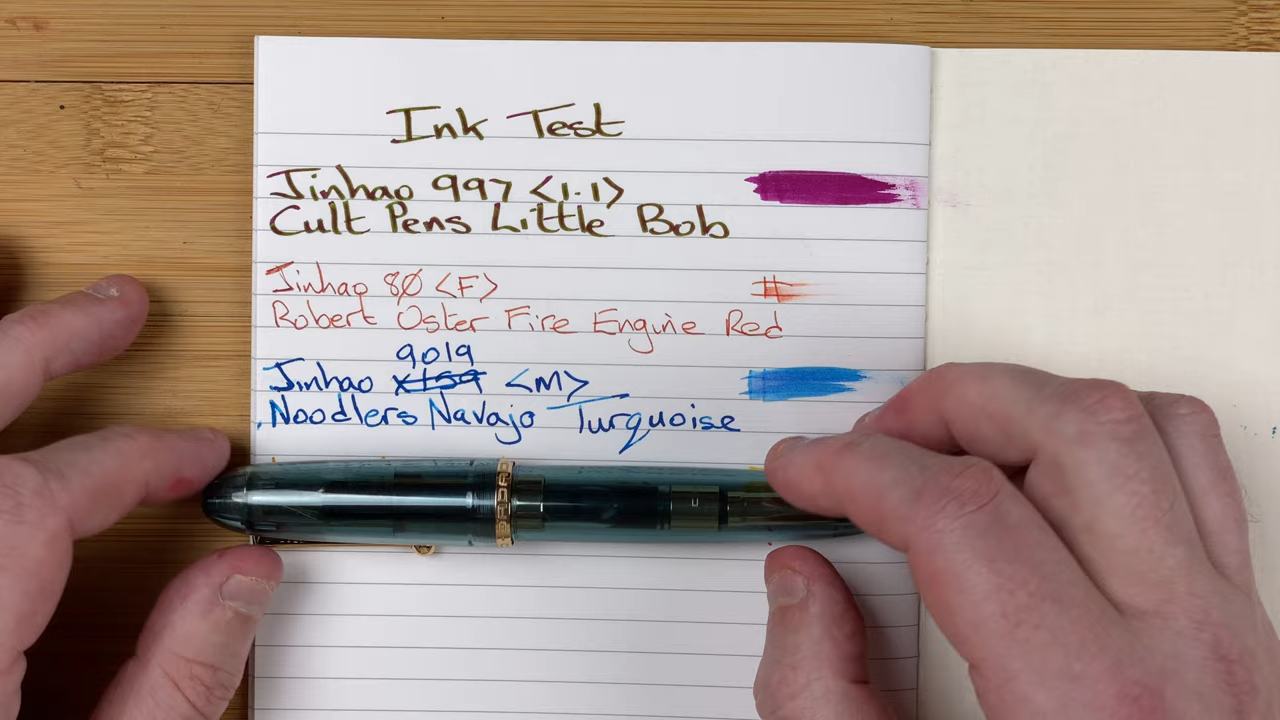 Ink Test
Jinhao 997 <1.1>
Cult Pens Little Bob
Jinhao 80 <F>
Robert Oster Fire Engine Red
9019
Jinhao x159 <M>
Noodlers Navajo Turquoise